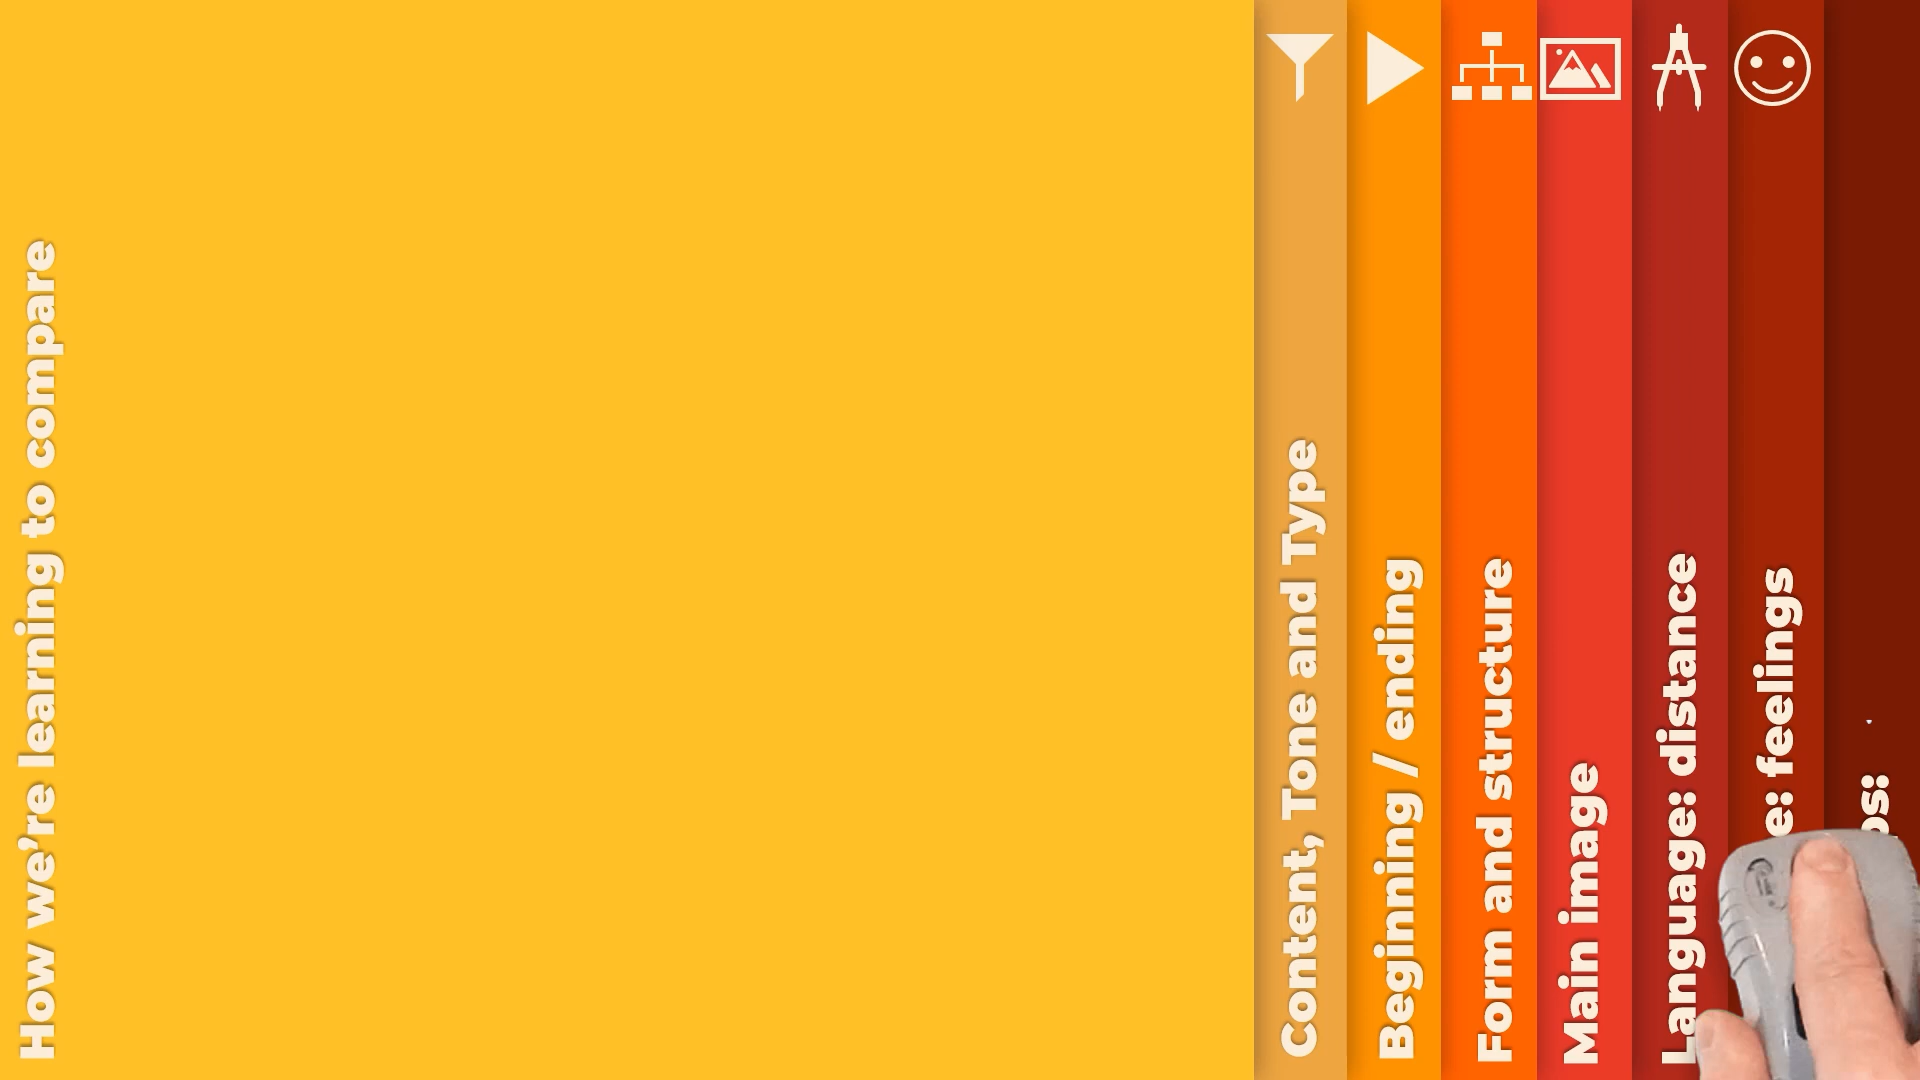 How we're learning to compare
Content, Tone and Type
Beginning / ending
Form and structure
Main image
Language: distance
feelings